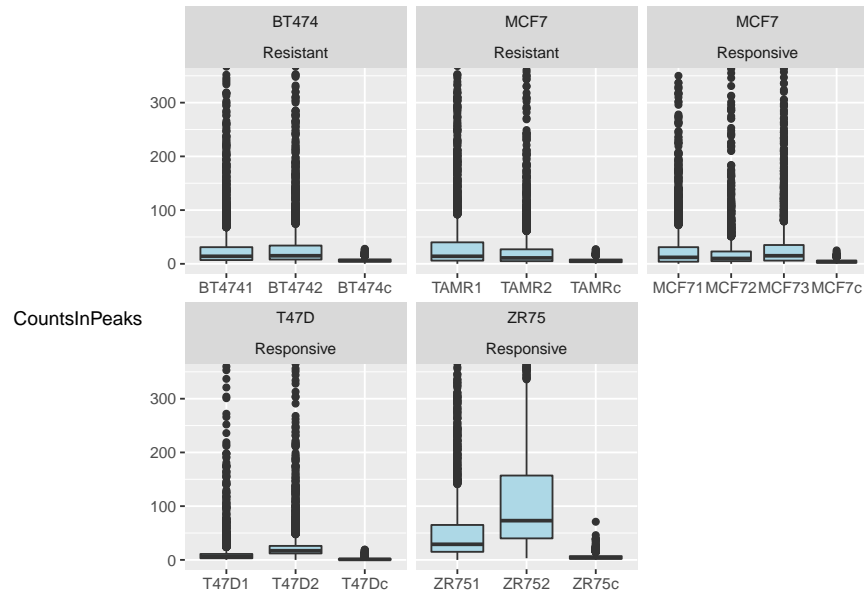 BT474 MCF7 MCF7
Resistant Resistant Responsive
300
200
100
0
BT4741 BT4742 BT474c TAMR1 TAMR2 TAMRc MCF71 MCF72 MCF73 MCF7c
CountsInPeaks
T47D ZR75
Responsive Responsive
300
200
100
0
T47D1 T47D2 T47Dc ZR751 ZR752 ZR75c